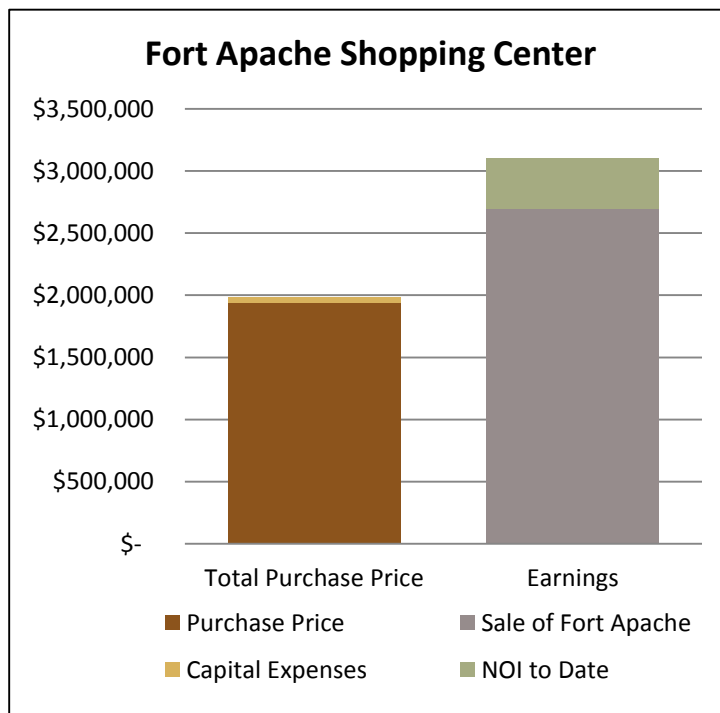 Fort Apache Shopping Center
$3,500,000
$3,000,000
$2,500,000
$2,000,000
$1,500,000
$1,000,000
$500,000
$-
Total Purchase Price Earnings
Purchase Price Sale of Fort Apache
Capital Expenses NOI to Date